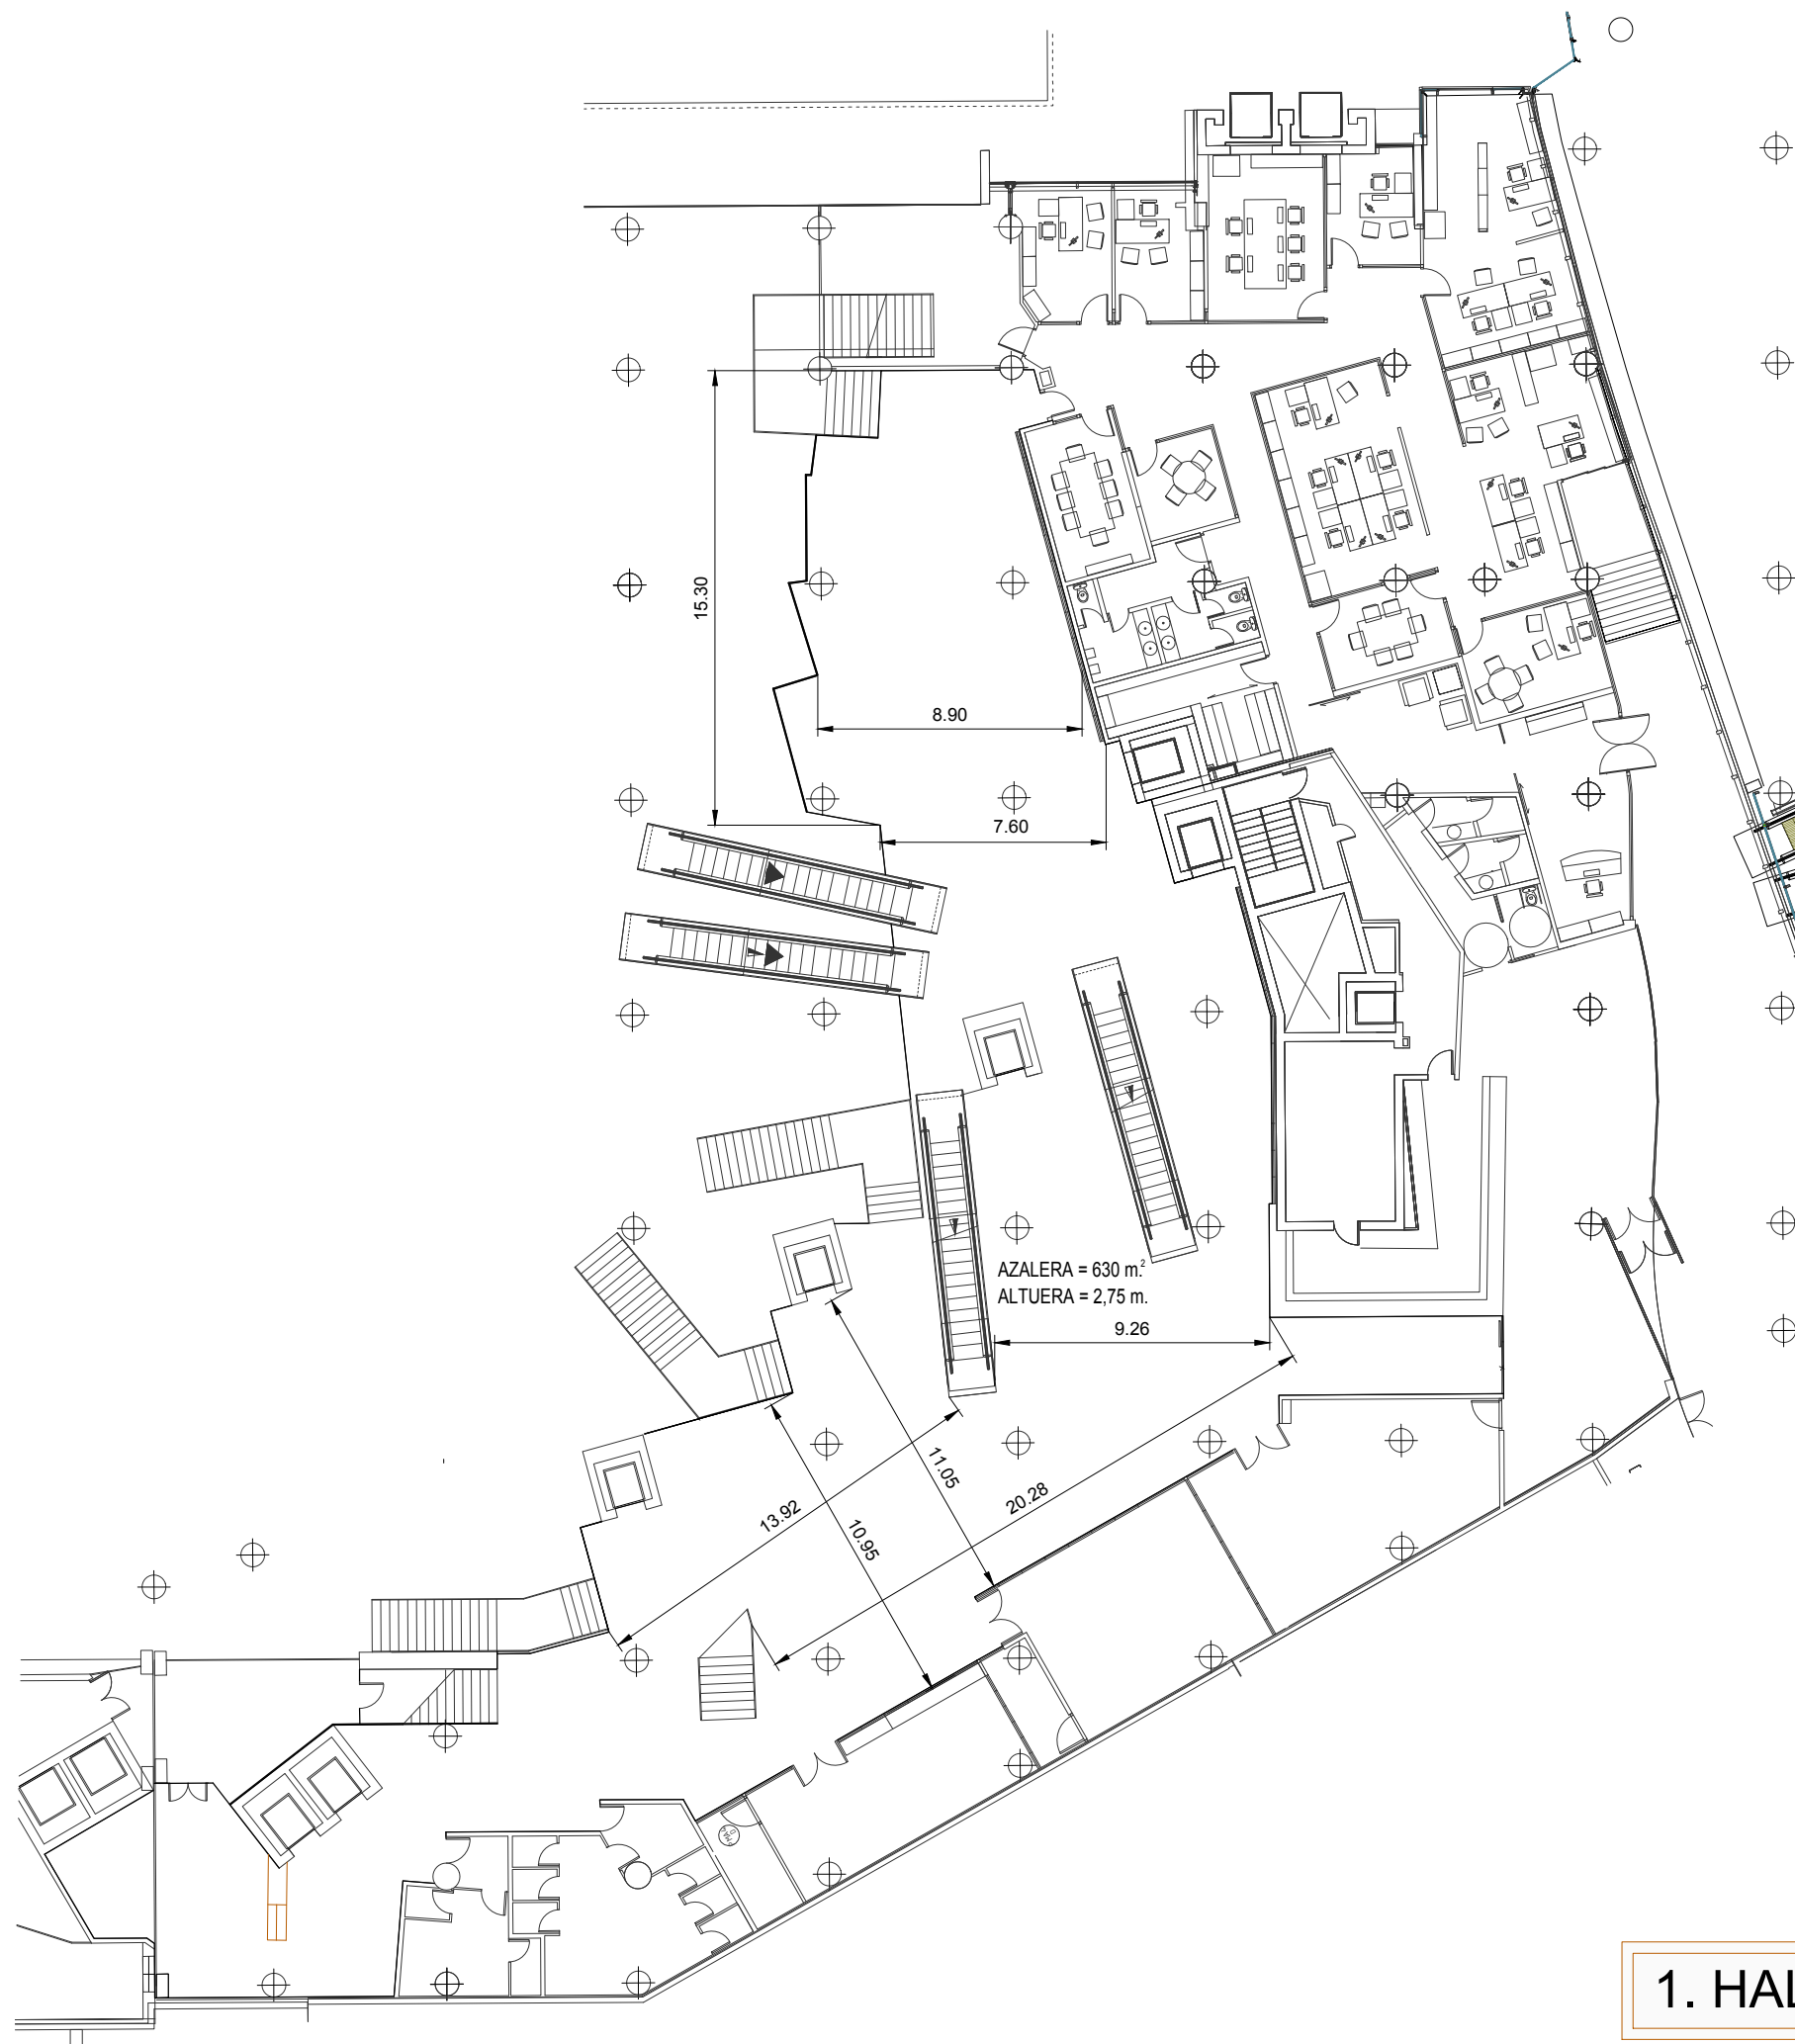 15.30
8.90
7.60
AZALERA = 630 m.²
ALTUERA = 2,75 m.
9.26
11.05
20.28
13.92
10.95
1. HAL